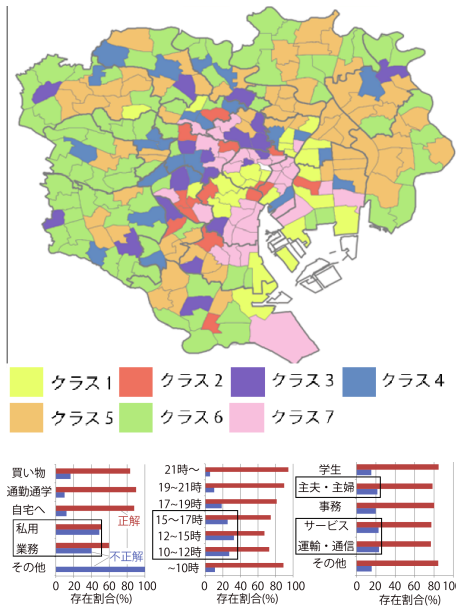 クラス1 クラス2 クラス3 クラス4
クラス5 クラス6 クラス7
買い物
通勤通学
自宅へ
正解
私用
業務
不正解
その他
0 20 40 60 80 100
存在割合(%)
21時〜
19~21時
17~19時
15~17時
12~15時
10~12時
~10時
0 20 40 60 80 100
存在割合(%)
学生
主夫・主婦
事務
サービス
運輸・通信
その他
0 20 40 60 80 100
存在割合(%)